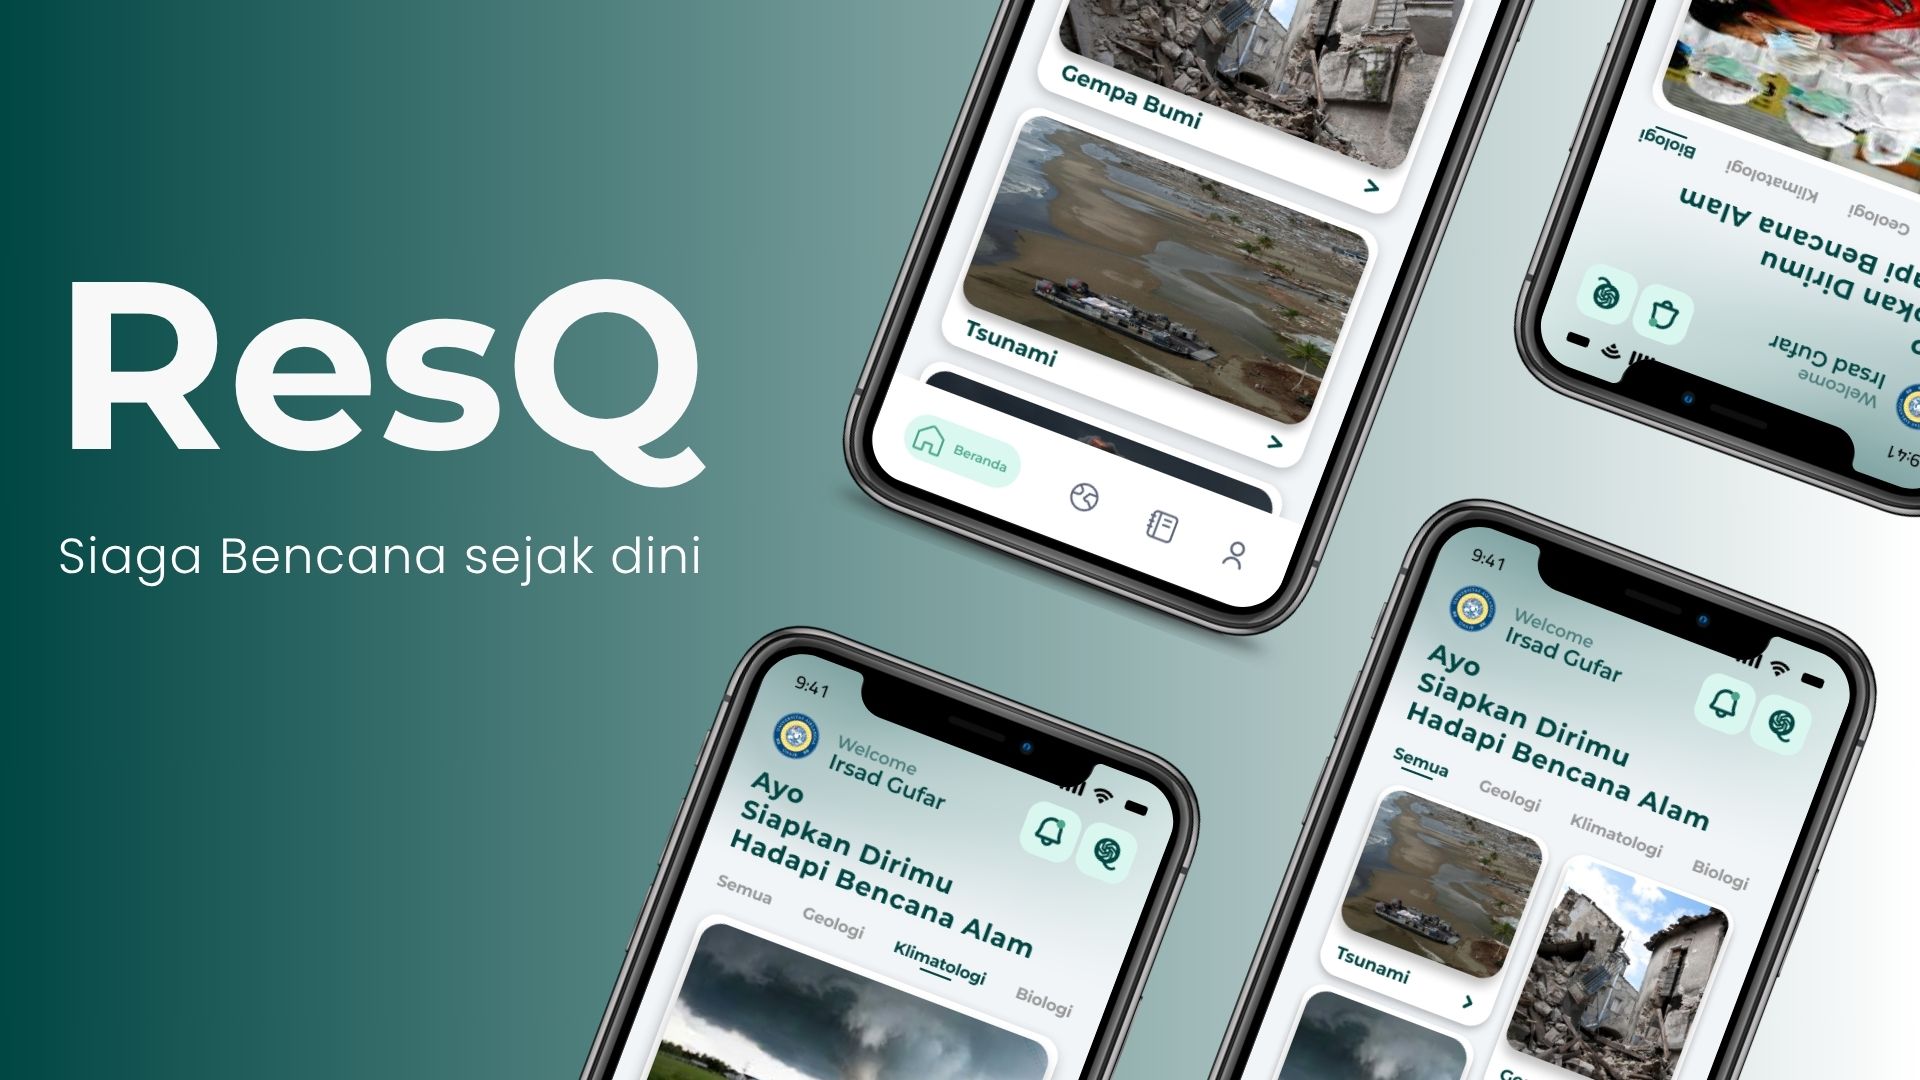 ResQ
Siaga Bencana sejak dini
Gempa Bumi
Tsunami
Beranda
9:41
Welcome
Irsad Gufar
Dirimu
Bencana Alam
Geologi
Klimatologi
Biologi
9:41
Welcome
Irsad Gufar
Ayo
Siapkan Dirimu
Hadapi Bencana Alam
Semua
Geologi
Klimatologi
Biologi
9:41
Welcome
Irsad Gufar
Ayo
Siapkan Dirimu
Hadapi Bencana Alam
Semua
Geologi
Klimatologi
Biologi
Tsunami